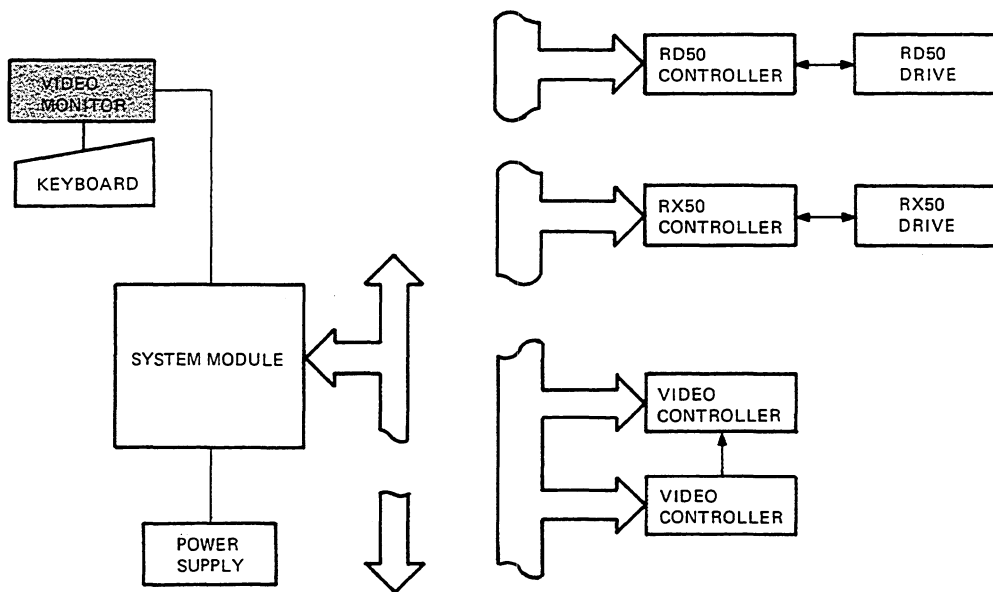 VIDEO
MONITOR
KEYBOARD
SYSTEM MODULE
POWER
SUPPLY
RD50
CONTROLLER
RD50
DRIVE
RX50
CONTROLLER
RX50
DRIVE
VIDEO
CONTROLLER
VIDEO
CONTROLLER